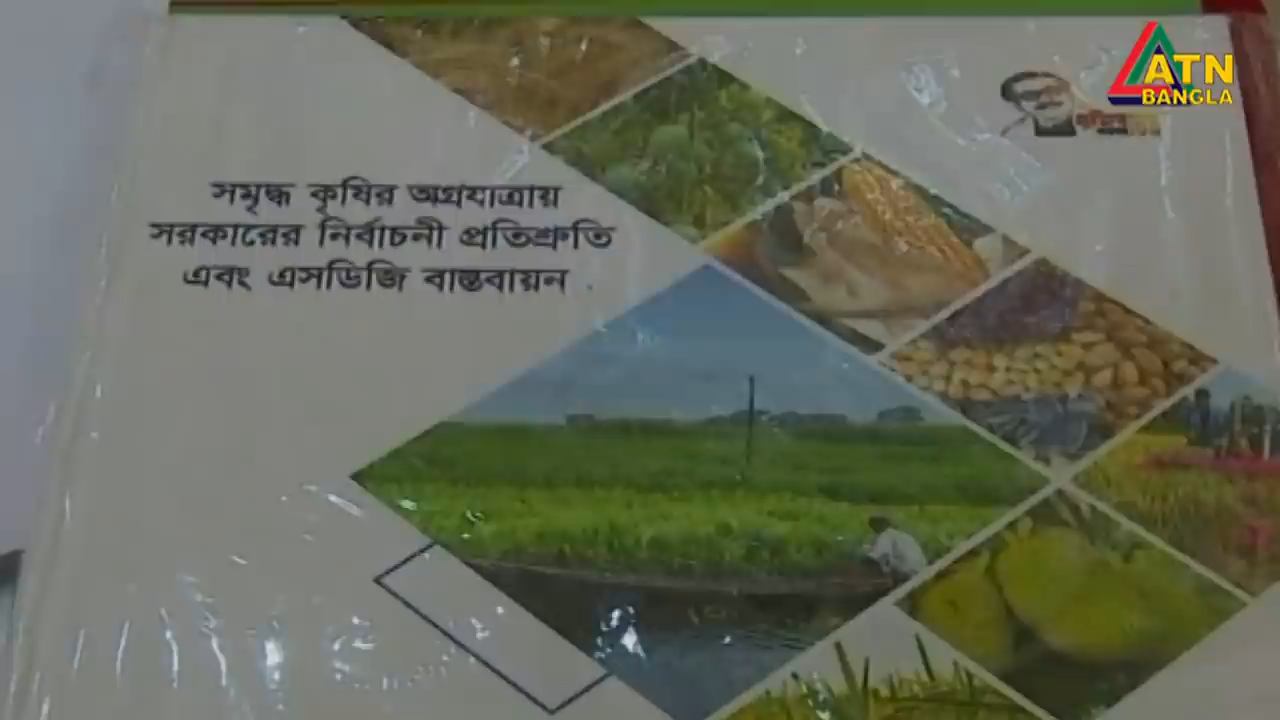 ATN
BANGLA
সমৃদ্ধ কৃষির অগ্রযাত্রায়
সরকারের নির্বাচনী প্রতিশ্রুতি
এবং এসডিজি বাস্তবায়ন